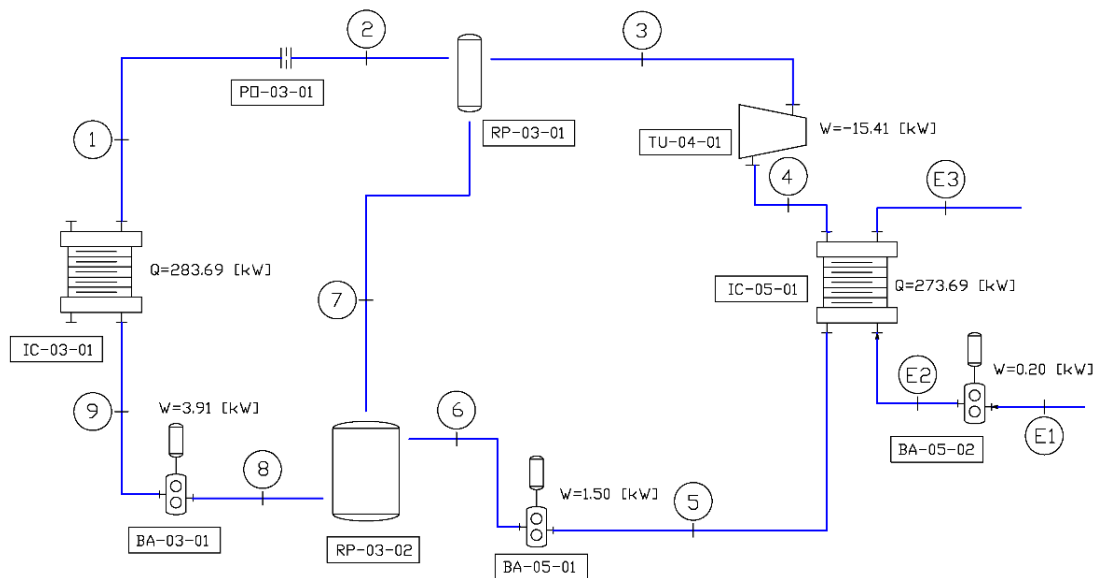 2
3
PO-03-01
RP-03-01
W=-15.41 [kW]
TU-04-01
1
4
E3
Q=283.69 [kW]
IC-05-01
Q=273.69 [kW]
7
IC-03-01
W=0.20 [kW]
E2
E1
9
W=3.91 [kW]
6
BA-05-02
8
W=1.50 [kW]
5
BA-03-01
RP-03-02
BA-05-01